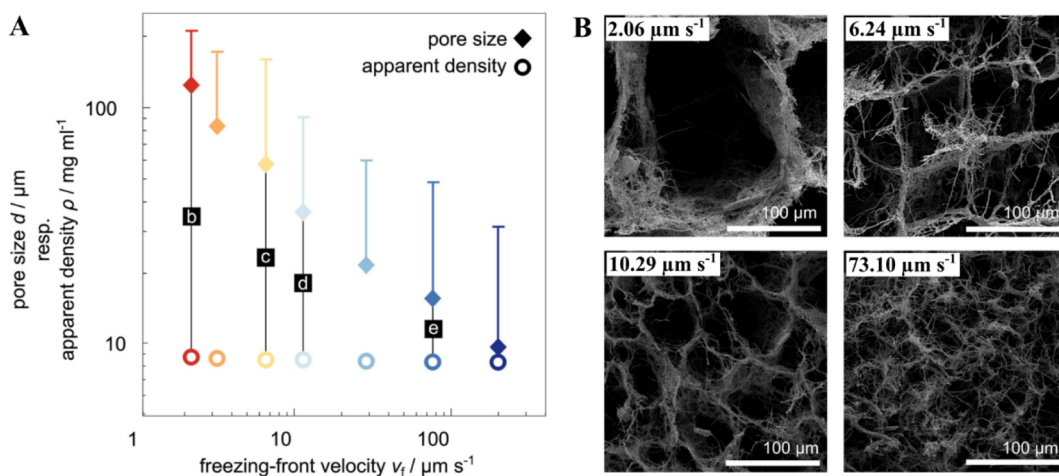 A
pore size
apparent density
100
10
pore size d / µm
resp.
apparent density ρ / mg ml⁻¹
b
c
d
e
1
10
100
freezing-front velocity vf / µm s⁻¹
B
2.06 µm s⁻¹
100 µm
6.24 µm s⁻¹
100 µm
10.29 µm s⁻¹
100 µm
73.10 µm s⁻¹
100 µm